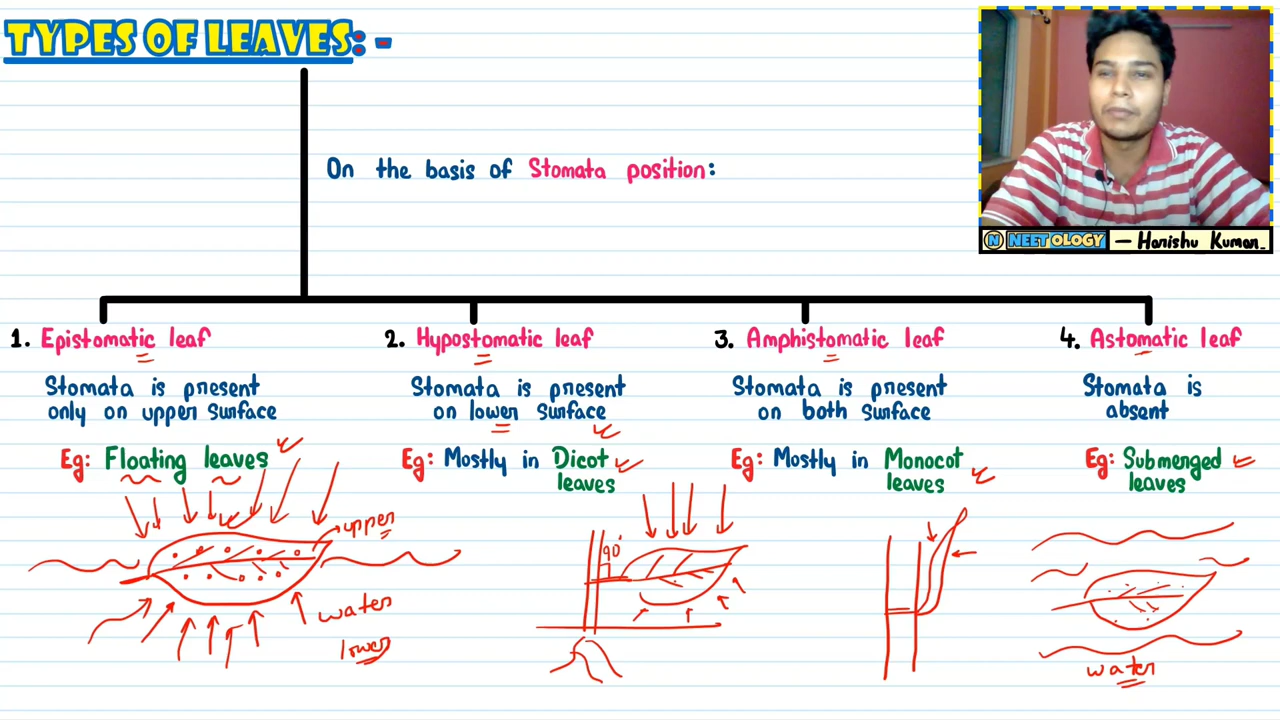 TYPES OF LEAVES: -
On the basis of Stomata position:
N NEETOLOGY — Hanishu Kumar
1. Epistomatic leaf
Stomata is present
only on upper surface
Eg: Floating leaves
upper
water
lower
2. Hypostomatic leaf
Stomata is present
on lower surface
Eg: Mostly in Dicot
leaves
90°
3. Amphistomatic leaf
Stomata is present
on both surface
Eg: Mostly in Monocot
leaves
4. Astomatic leaf
Stomata is
absent
Eg: Submerged
leaves
water